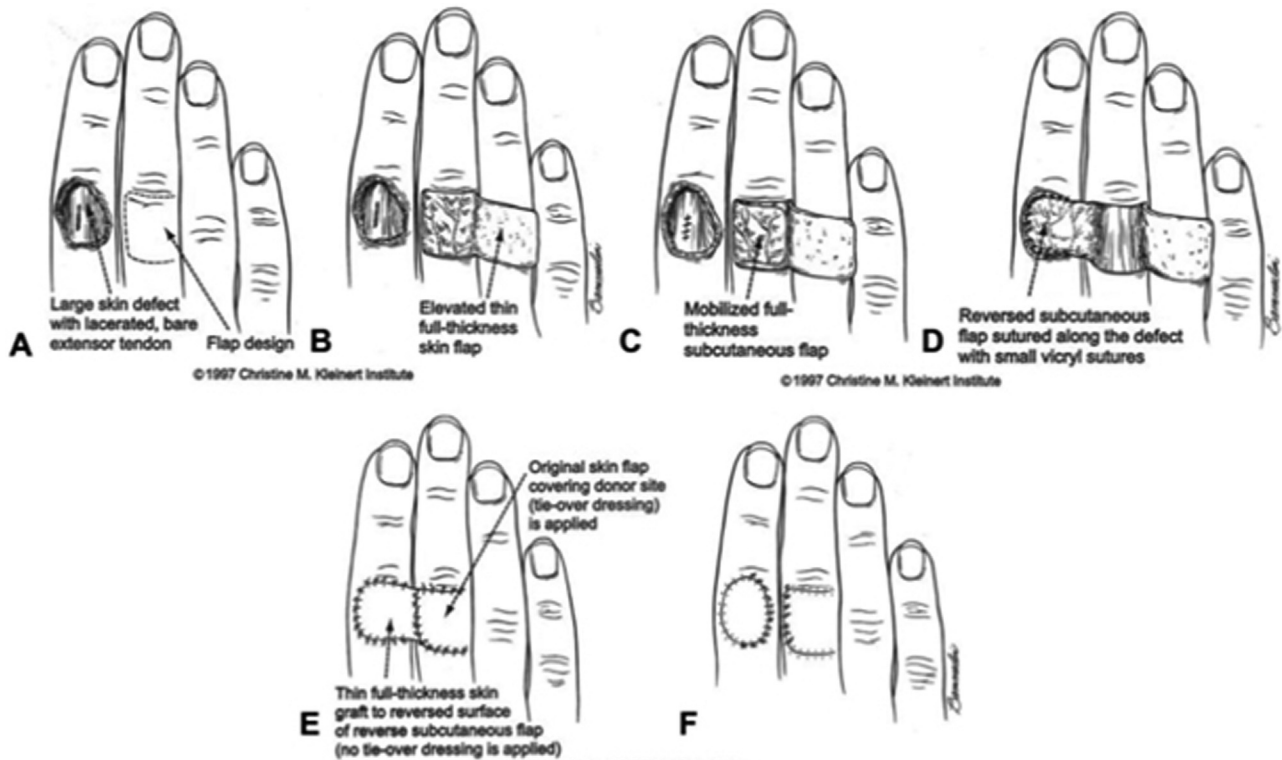 Large skin defect
with lacerated, bare
extensor tendon
Flap design
A
Elevated thin
full-thickness
skin flap
B
©1997 Christine M. Kleinert Institute
Mobilized full-
thickness
subcutaneous flap
C
Reversed subcutaneous
flap sutured along the defect
with small vicryl sutures
D
©1997 Christine M. Kleinert Institute
Original skin flap
covering donor site
(tie-over dressing)
is applied
Thin full-thickness skin
graft to reversed surface
of reverse subcutaneous flap
(no tie-over dressing is applied)
E
F